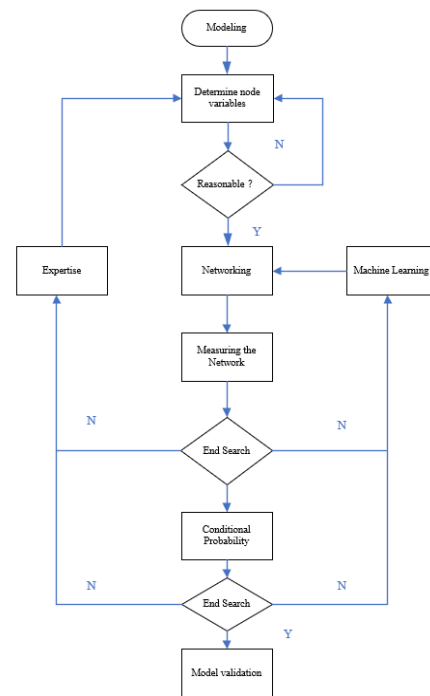 Modeling
Determine node
variables
N
Reasonable ?
Y
Expertise
Networking
Machine Learning
Measuring the
Network
N
N
End Search
Conditional
Probability
N
N
End Search
Y
Model validation